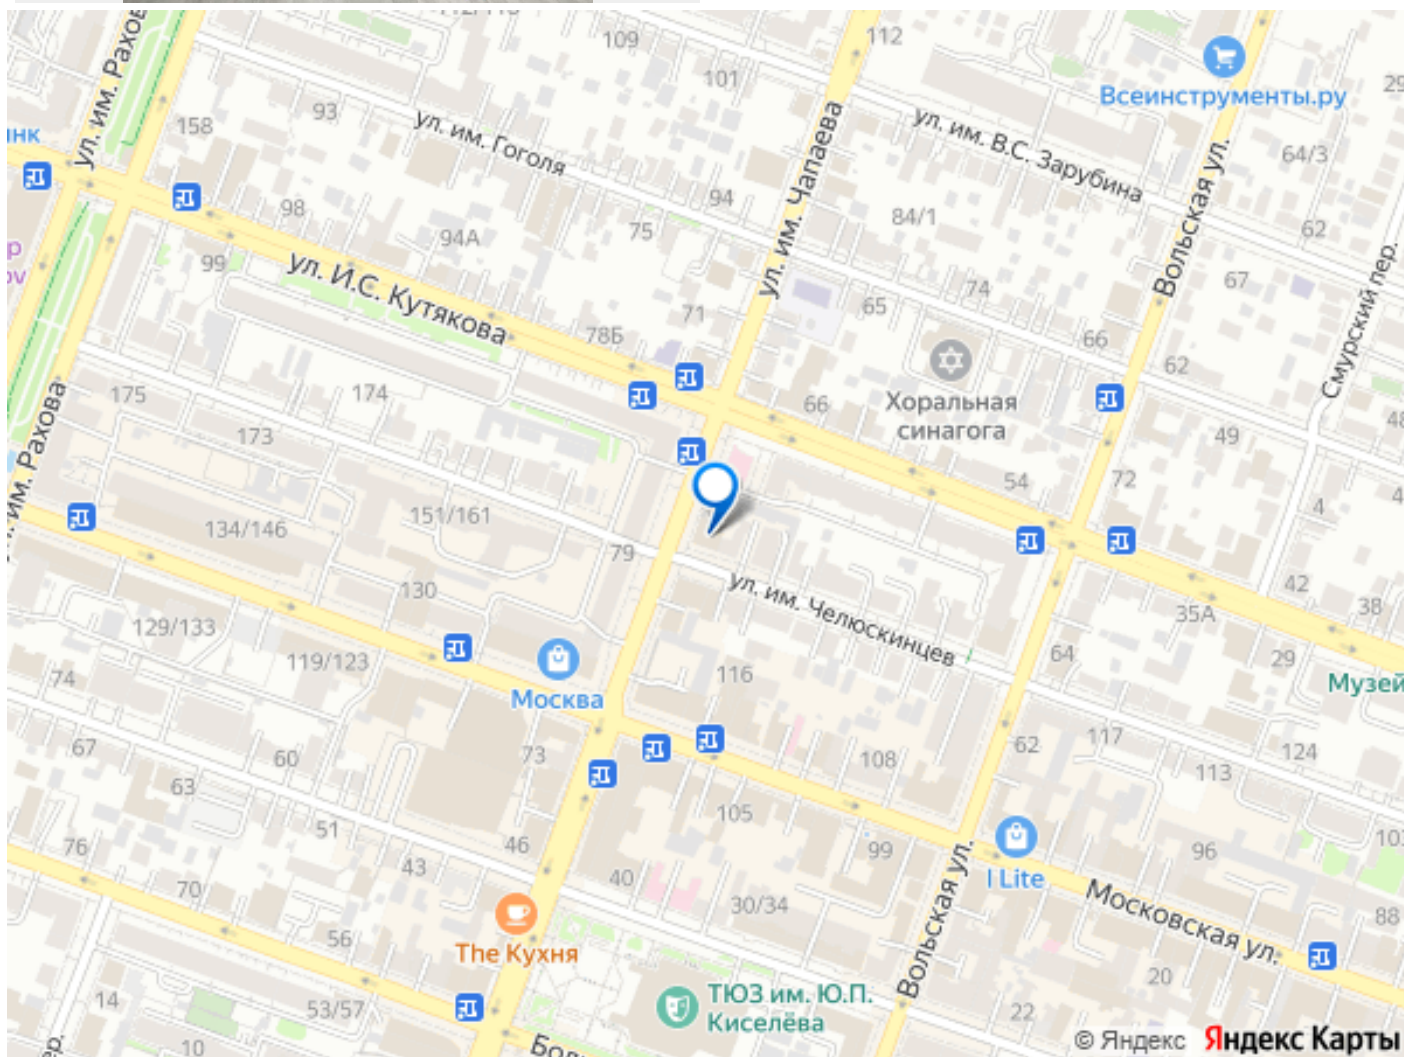 109
112
101
Всеинструменты.ру
ул. им. Рахова
93
158
ул. им. Гоголя
ул. им. Чапаева
ул. им. В.С. Зарубина
64/3
Вольская ул.
98
94
84/1
62
94А
75
99
ул. И.С. Кутякова
67
Смурский пер.
74
65
71
78Б
66
62
175
174
66
Хоральная
синагога
49
173
ул. им. Рахова
54
72
4
134/146
151/161
79
130
ул. им. Челюскинцев
42
38
35А
129/133
119/123
64
29
74
116
Москва
Музей
67
60
73
62
117
124
108
113
63
51
105
76
46
99
96
43
40
I Lite
70
30/34
Московская ул.
88
The Кухня
56
Вольская ул.
20
14
53/57
ТЮЗ им. Ю.П.
Киселёва
22
10
© Яндекс Яндекс Карты